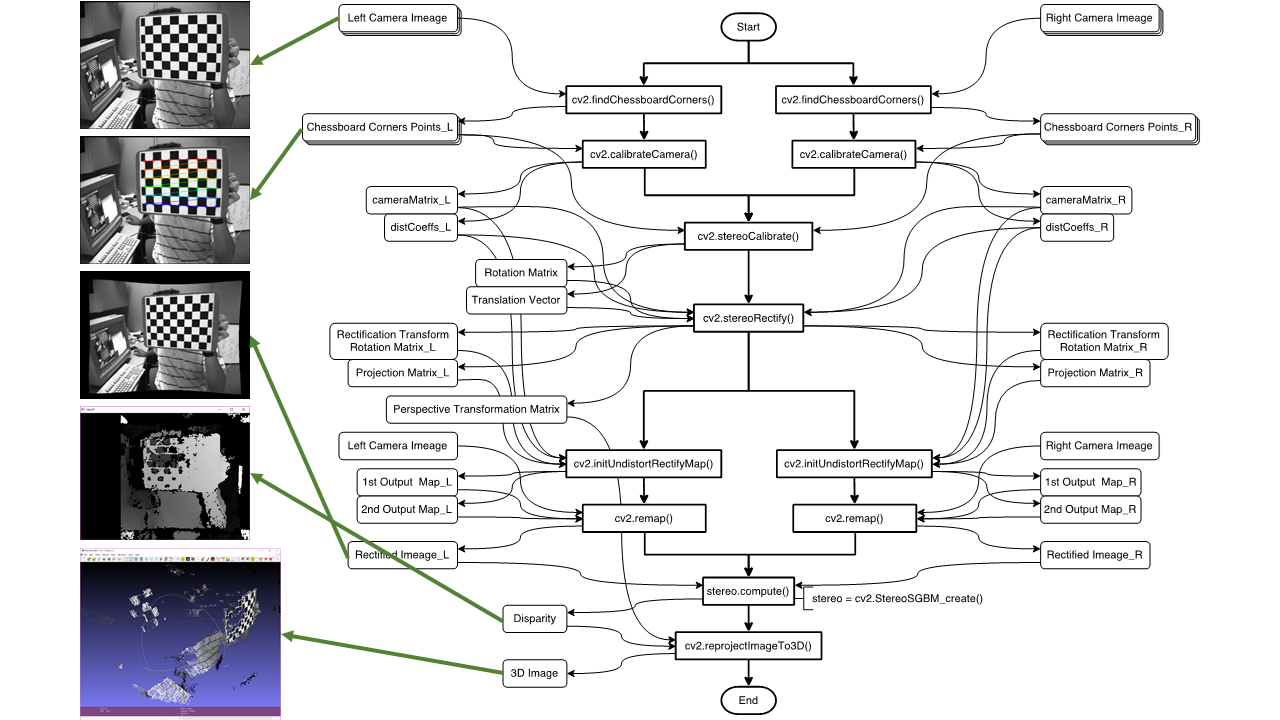 Left Camera Imeage
Start
Right Camera Imeage
cv2.findChessboardCorners()
cv2.findChessboardCorners()
Chessboard Corners Points_L
Chessboard Corners Points_R
cv2.calibrateCamera()
cv2.calibrateCamera()
cameraMatrix_L
cameraMatrix_R
distCoeffs_L
distCoeffs_R
cv2.stereoCalibrate()
Rotation Matrix
Translation Vector
cv2.stereoRectify()
Rectification Transform
Rotation Matrix_L
Rectification Transform
Rotation Matrix_R
Projection Matrix_L
Projection Matrix_R
Perspective Transformation Matrix
Left Camera Imeage
Right Camera Imeage
cv2.initUndistortRectifyMap()
cv2.initUndistortRectifyMap()
1st Output Map_L
1st Output Map_R
2nd Output Map_L
2nd Output Map_R
cv2.remap()
cv2.remap()
Rectified Imeage_L
Rectified Imeage_R
stereo.compute()
stereo = cv2.StereoSGBM_create()
Disparity
cv2.reprojectImageTo3D()
3D Image
End